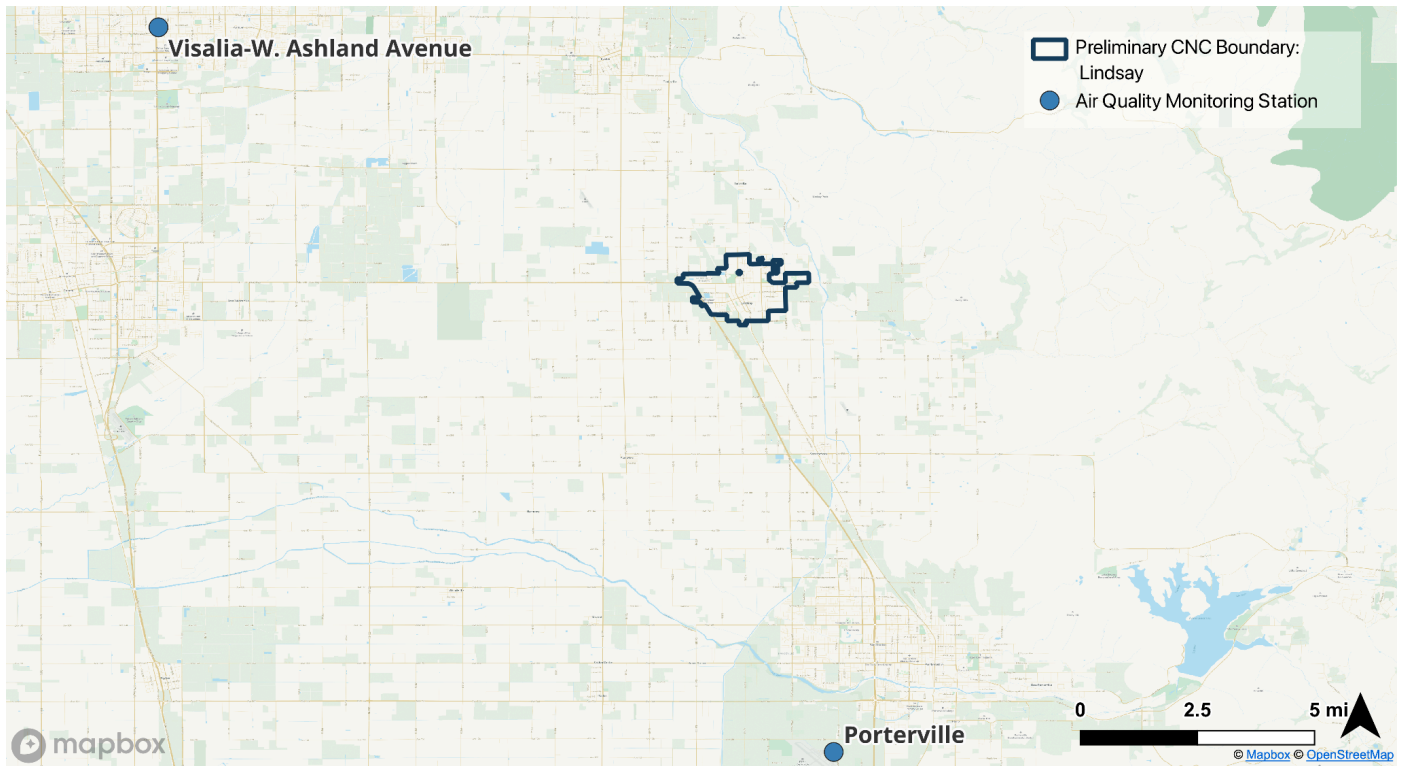 Visalia-W. Ashland Avenue
Preliminary CNC Boundary:
Lindsay
Air Quality Monitoring Station
Porterville
0 2.5 5 mi
mapbox
© Mapbox © OpenStreetMap